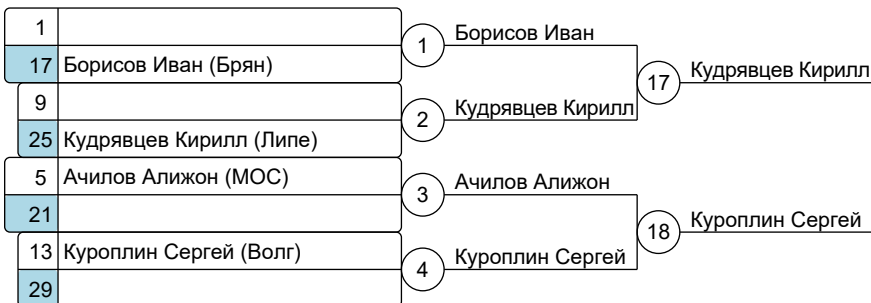 1
17 Борисов Иван (Брян)
9
25 Кудрявцев Кирилл (Липе)
5 Ачилов Алижон (МОС)
21
13 Куроплин Сергей (Волг)
29
1 Борисов Иван
2 Кудрявцев Кирилл
3 Ачилов Алижон
4 Куроплин Сергей
17 Кудрявцев Кирилл
18 Куроплин Сергей